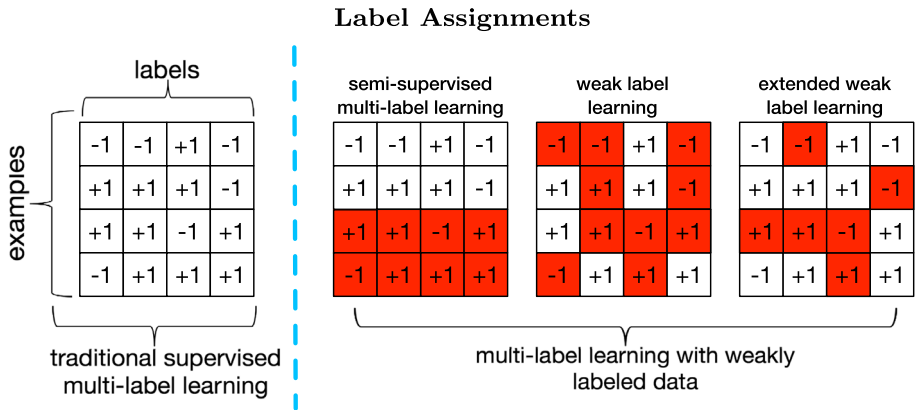 Label Assignments
labels
examples
-1 -1 +1 -1
+1 +1 +1 -1
+1 +1 -1 +1
-1 +1 +1 +1
traditional supervised
multi-label learning
semi-supervised
multi-label learning
-1 -1 +1 -1
+1 +1 +1 -1
+1 +1 -1 +1
-1 +1 +1 +1
weak label
learning
-1 -1 +1 -1
+1 +1 +1 -1
+1 +1 -1 +1
-1 +1 +1 +1
extended weak
label learning
-1 -1 +1 -1
+1 +1 +1 -1
+1 +1 -1 +1
-1 +1 +1 +1
multi-label learning with weakly
labeled data